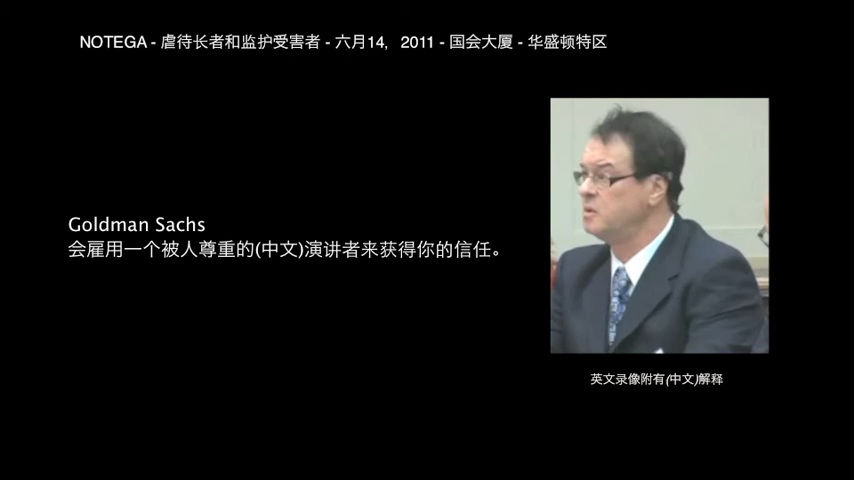 NOTEGA - 虐待长者和监护受害者 - 六月14，2011 - 国会大厦 - 华盛顿特区
Goldman Sachs
会雇用一个被人尊重的(中文)演讲者来获得你的信任。
英文录像附有(中文)解释